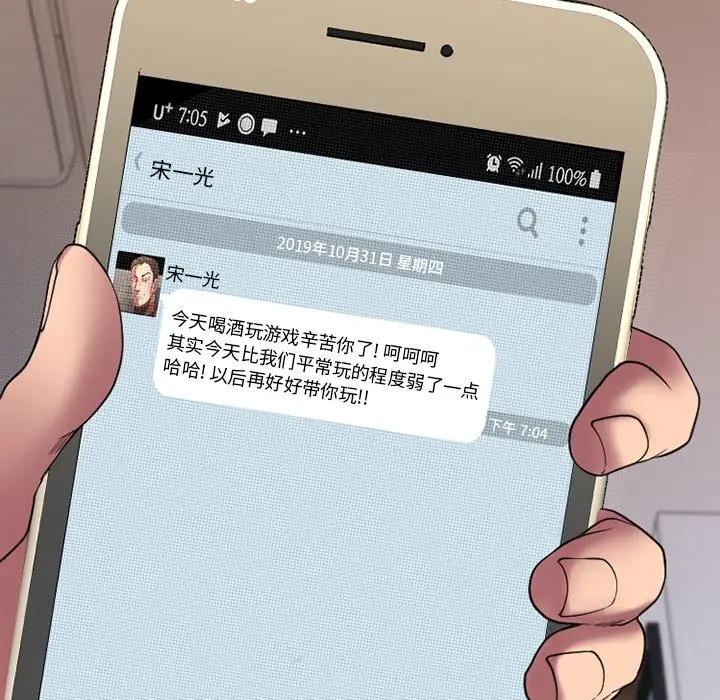 U+ 7:05 ... 100%
宋一光
2019年10月31日 星期四
宋一光
今天喝酒玩游戏辛苦你了! 呵呵呵
其实今天比我们平常玩的程度弱了一点
哈哈! 以后再好好带你玩!!
下午 7:04